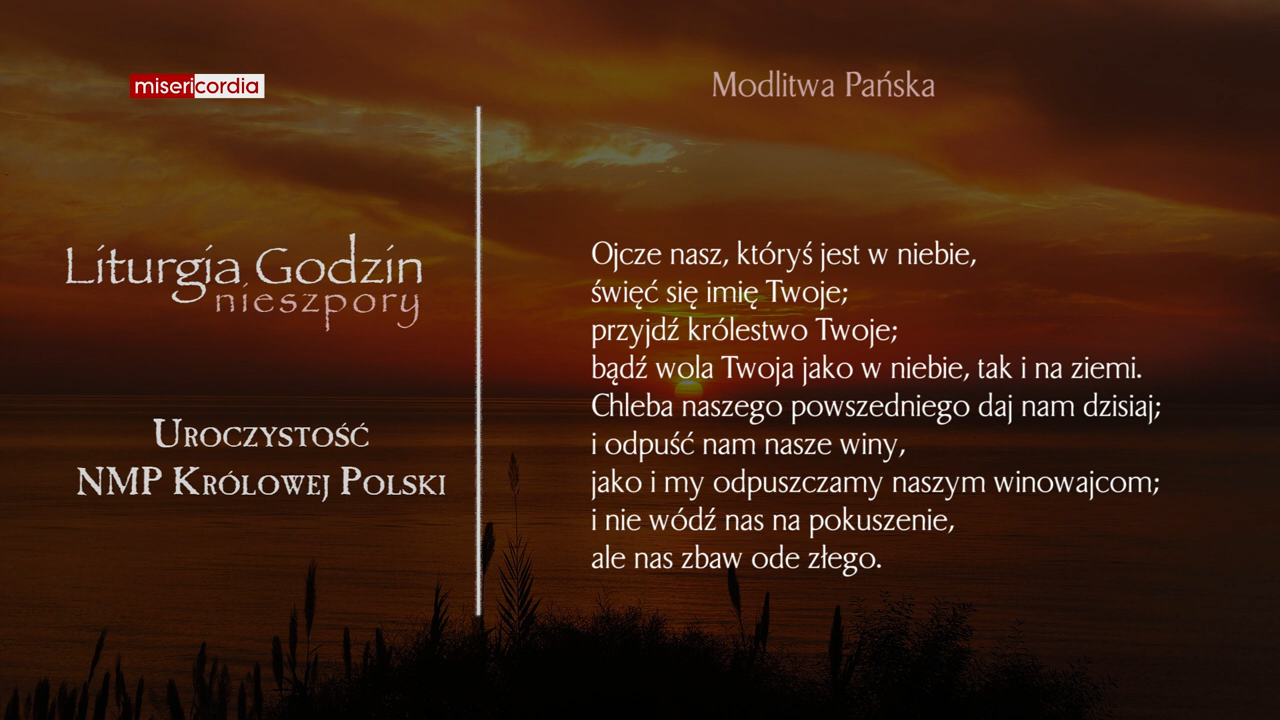 misericordia
Liturgia Godzin
nieszpory
Uroczystość
NMP Królowej Polski
Modlitwa Pańska
Ojcze nasz, któryś jest w niebie,
święć się imię Twoje;
przyjdź królestwo Twoje;
bądź wola Twoja jako w niebie, tak i na ziemi.
Chleba naszego powszedniego daj nam dzisiaj;
i odpuść nam nasze winy,
jako i my odpuszczamy naszym winowajcom;
i nie wódź nas na pokuszenie,
ale nas zbaw ode złego.